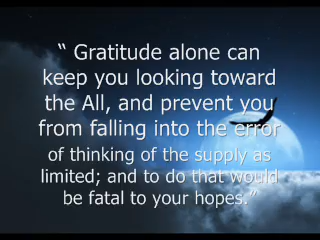 “ Gratitude alone can
keep you looking toward
the All, and prevent you
from falling into the error
of thinking of the supply as
limited; and to do that would
be fatal to your hopes.”